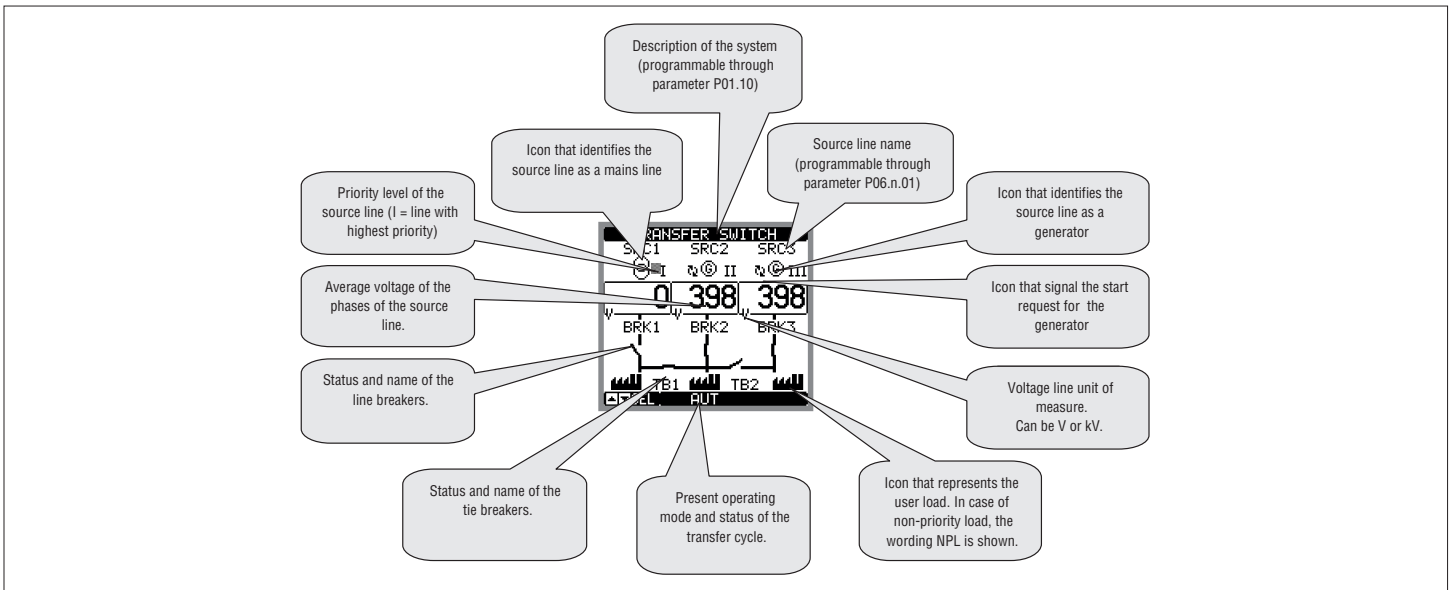 Description of the system
(programmable through
parameter P01.10)
Icon that identifies the
source line as a mains line
Source line name
(programmable through
parameter P06.n.01)
Priority level of the
source line (I = line with
highest priority)
Icon that identifies the
source line as a
generator
Average voltage of the
phases of the source
line.
Icon that signal the start
request for the
generator
Status and name of the
line breakers.
Voltage line unit of
measure.
Can be V or kV.
Status and name of the
tie breakers.
Present operating
mode and status of the
transfer cycle.
Icon that represents the
user load. In case of
non-priority load, the
wording NPL is shown.
TRANSFER SWITCH
SRC1 SRC2 SRC3
I G II G III
0 398 398
V V V
BRK1 BRK2 BRK3
TB1 TB2
SEL AUT